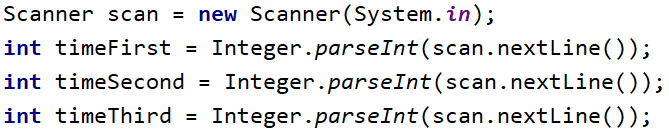 Scanner scan = new Scanner(System.in);
int timeFirst = Integer.parseInt(scan.nextLine());
int timeSecond = Integer.parseInt(scan.nextLine());
int timeThird = Integer.parseInt(scan.nextLine());